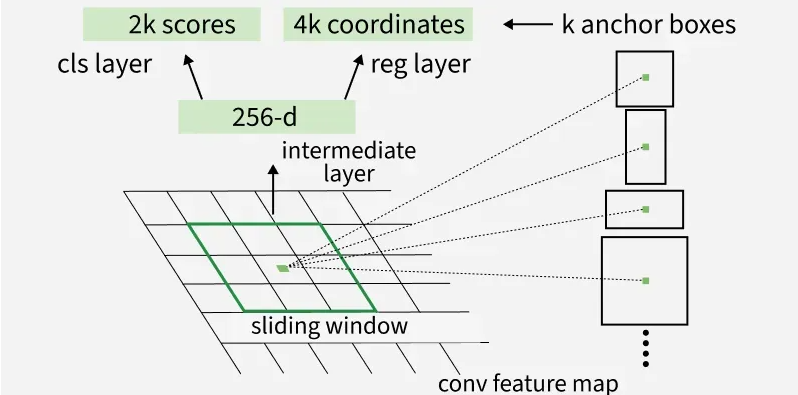 2k scores
4k coordinates
k anchor boxes
cls layer
reg layer
256-d
intermediate
layer
sliding window
conv feature map